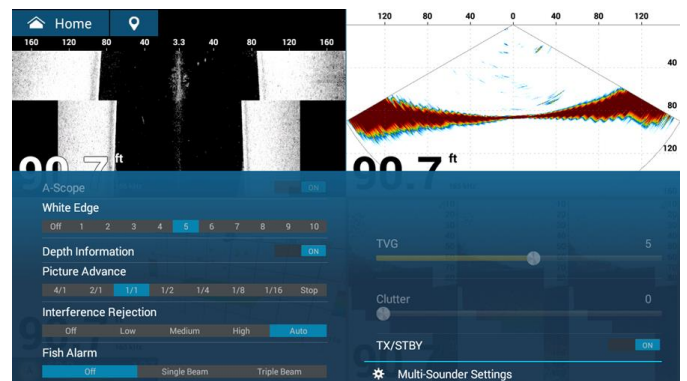 Home
160 120 80 40 3.3 40 80 120 160
120 80 40 0 40 80 120
40
80
120
90.7 ft
90.7 ft
A-Scope ON
White Edge
Off 1 2 3 4 5 6 7 8 9 10
Depth Information ON
Picture Advance
4/1 2/1 1/1 1/2 1/4 1/8 1/16 Stop
Interference Rejection
Off Low Medium High Auto
Fish Alarm
Off Single Beam Triple Beam
TVG 5
Clutter 0
TX/STBY ON
Multi-Sounder Settings